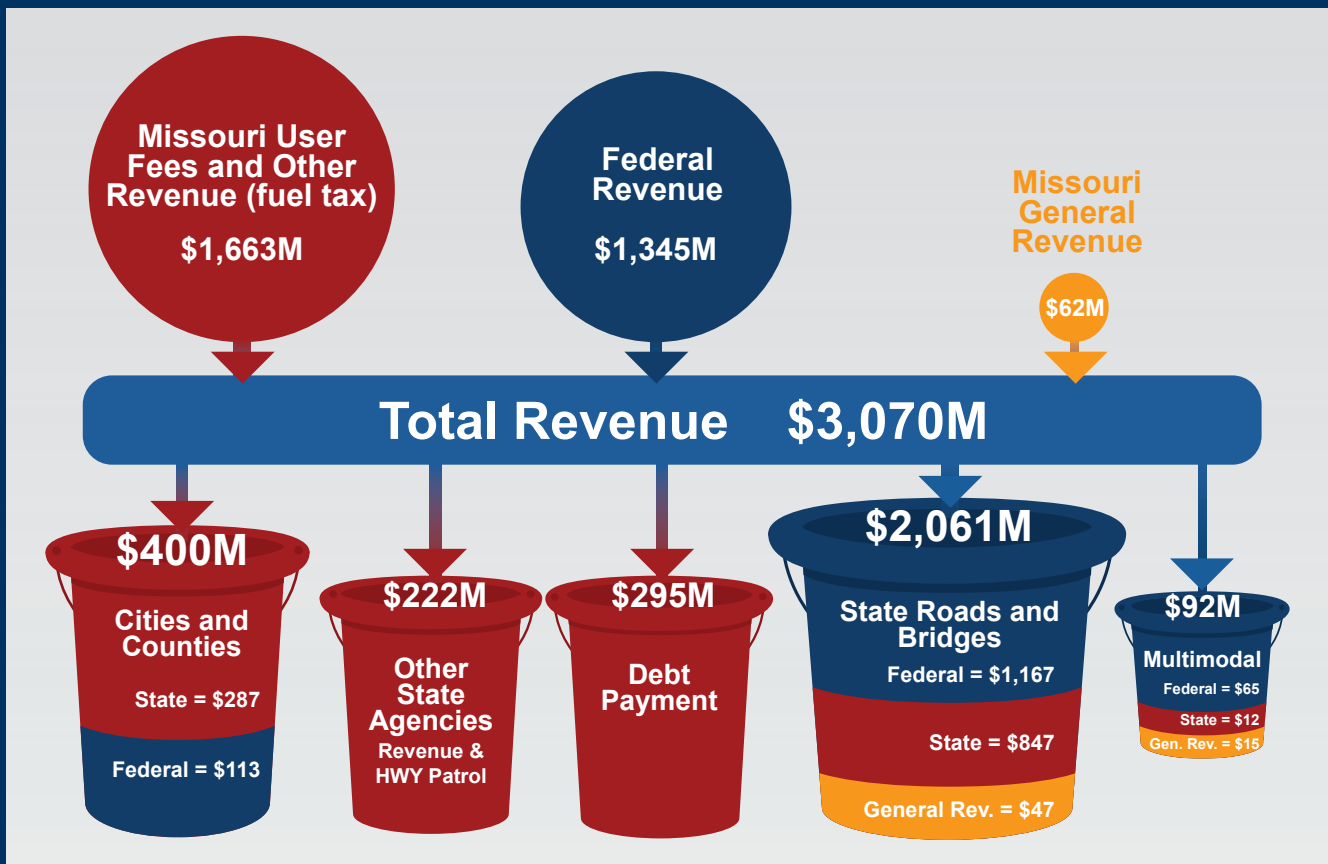 Missouri User
Fees and Other
Revenue (fuel tax)
$1,663M
Federal
Revenue
$1,345M
Missouri
General
Revenue
$62M
Total Revenue $3,070M
$400M
Cities and
Counties
State = $287
Federal = $113
$222M
Other
State
Agencies
Revenue &
HWY Patrol
$295M
Debt
Payment
$2,061M
State Roads and
Bridges
Federal = $1,167
State = $847
General Rev. = $47
$92M
Multimodal
Federal = $65
State = $12
Gen. Rev. = $15